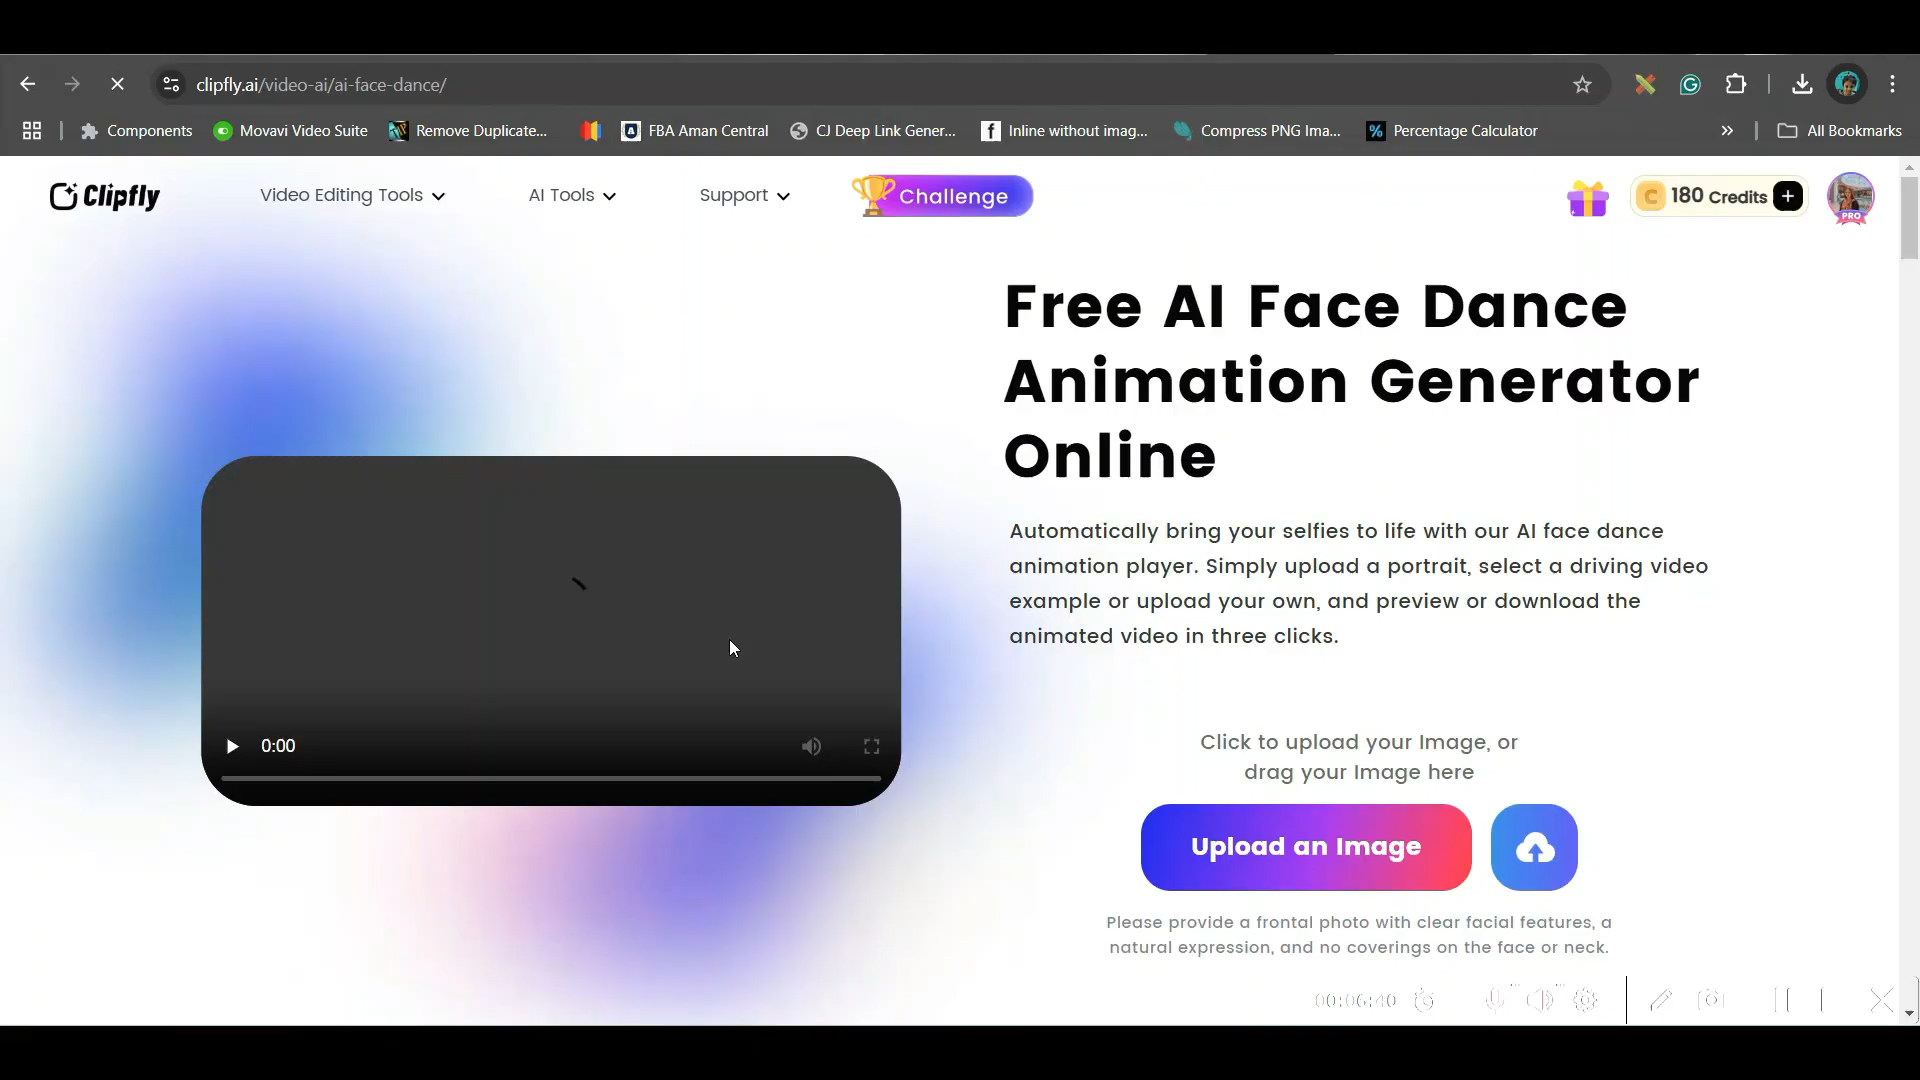 clipfly.ai/video-ai/ai-face-dance/
Components
Movavi Video Suite
Remove Duplicate...
FBA Aman Central
CJ Deep Link Gener...
Inline without imag...
Compress PNG Ima...
Percentage Calculator
All Bookmarks
Clipfly
Video Editing Tools
AI Tools
Support
Challenge
180 Credits
PRO
Free AI Face Dance
Animation Generator
Online
Automatically bring your selfies to life with our AI face dance
animation player. Simply upload a portrait, select a driving video
example or upload your own, and preview or download the
animated video in three clicks.
0:00
Click to upload your Image, or
drag your Image here
Upload an Image
Please provide a frontal photo with clear facial features, a
natural expression, and no coverings on the face or neck.
00:06:40